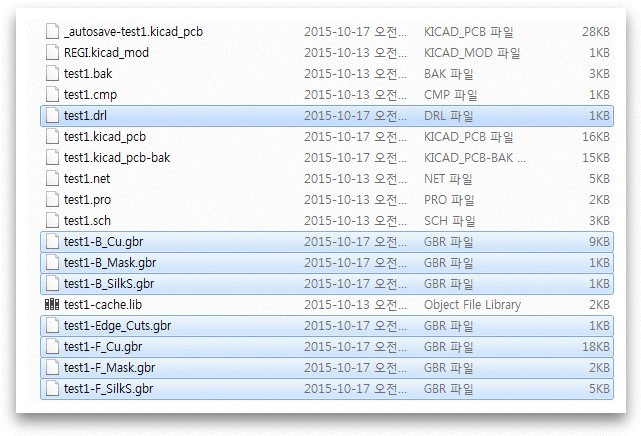 _autosave-test1.kicad_pcb 2015-10-17 오전... KICAD_PCB 파일 28KB
REGI.kicad_mod 2015-10-17 오전... KICAD_MOD 파일 1KB
test1.bak 2015-10-13 오전... BAK 파일 3KB
test1.cmp 2015-10-13 오전... CMP 파일 2KB
test1.drl 2015-10-17 오전... DRL 파일 1KB
test1.kicad_pcb 2015-10-17 오전... KICAD_PCB 파일 16KB
test1.kicad_pcb-bak 2015-10-17 오전... KICAD_PCB-BAK ... 15KB
test1.net 2015-10-13 오전... NET 파일 5KB
test1.pro 2015-10-17 오전... PRO 파일 2KB
test1.sch 2015-10-13 오전... SCH 파일 3KB
test1-B_Cu.gbr 2015-10-17 오전... GBR 파일 9KB
test1-B_Mask.gbr 2015-10-17 오전... GBR 파일 1KB
test1-B_SilkS.gbr 2015-10-17 오전... GBR 파일 1KB
test1-cache.lib 2015-10-13 오전... Object File Library 2KB
test1-Edge_Cuts.gbr 2015-10-17 오전... GBR 파일 1KB
test1-F_Cu.gbr 2015-10-17 오전... GBR 파일 18KB
test1-F_Mask.gbr 2015-10-17 오전... GBR 파일 1KB
test1-F_SilkS.gbr 2015-10-17 오전... GBR 파일 5KB